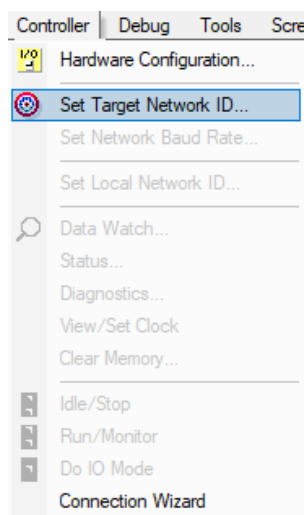 Controller Debug Tools Scre
I/O Hardware Configuration...
Set Target Network ID...
Set Network Baud Rate...
Set Local Network ID...
Data Watch...
Status...
Diagnostics...
View/Set Clock
Clear Memory...
Idle/Stop
Run/Monitor
Do IO Mode
Connection Wizard